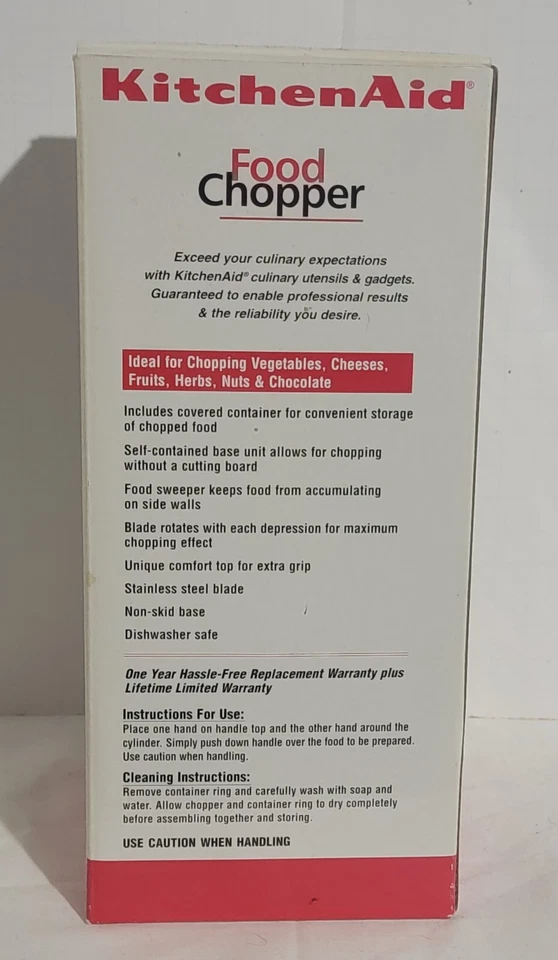 KitchenAid®
Food
Chopper
Exceed your culinary expectations
with KitchenAid® culinary utensils & gadgets.
Guaranteed to enable professional results
& the reliability you desire.
Ideal for Chopping Vegetables, Cheeses,
Fruits, Herbs, Nuts & Chocolate
Includes covered container for convenient storage
of chopped food
Self-contained base unit allows for chopping
without a cutting board
Food sweeper keeps food from accumulating
on side walls
Blade rotates with each depression for maximum
chopping effect
Unique comfort top for extra grip
Stainless steel blade
Non-skid base
Dishwasher safe
One Year Hassle-Free Replacement Warranty plus
Lifetime Limited Warranty
Instructions For Use:
Place one hand on handle top and the other hand around the
cylinder. Simply push down handle over the food to be prepared.
Use caution when handling.
Cleaning Instructions:
Remove container ring and carefully wash with soap and
water. Allow chopper and container ring to dry completely
before assembling together and storing.
USE CAUTION WHEN HANDLING